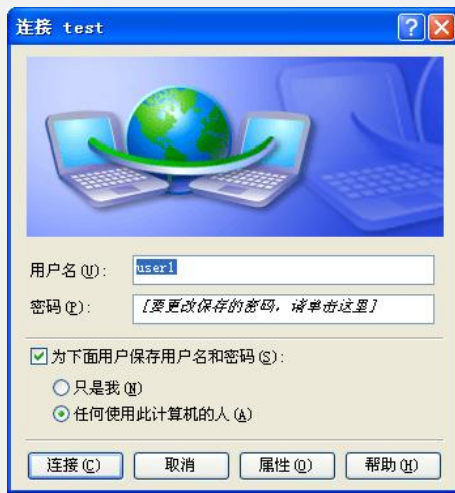 连接 test
用户名(U):
user1
密码(P):
[要更改保存的密码，请单击这里]
为下面用户保存用户名和密码(S):
只是我(N)
任何使用此计算机的人(A)
连接(C)
取消
属性(O)
帮助(H)